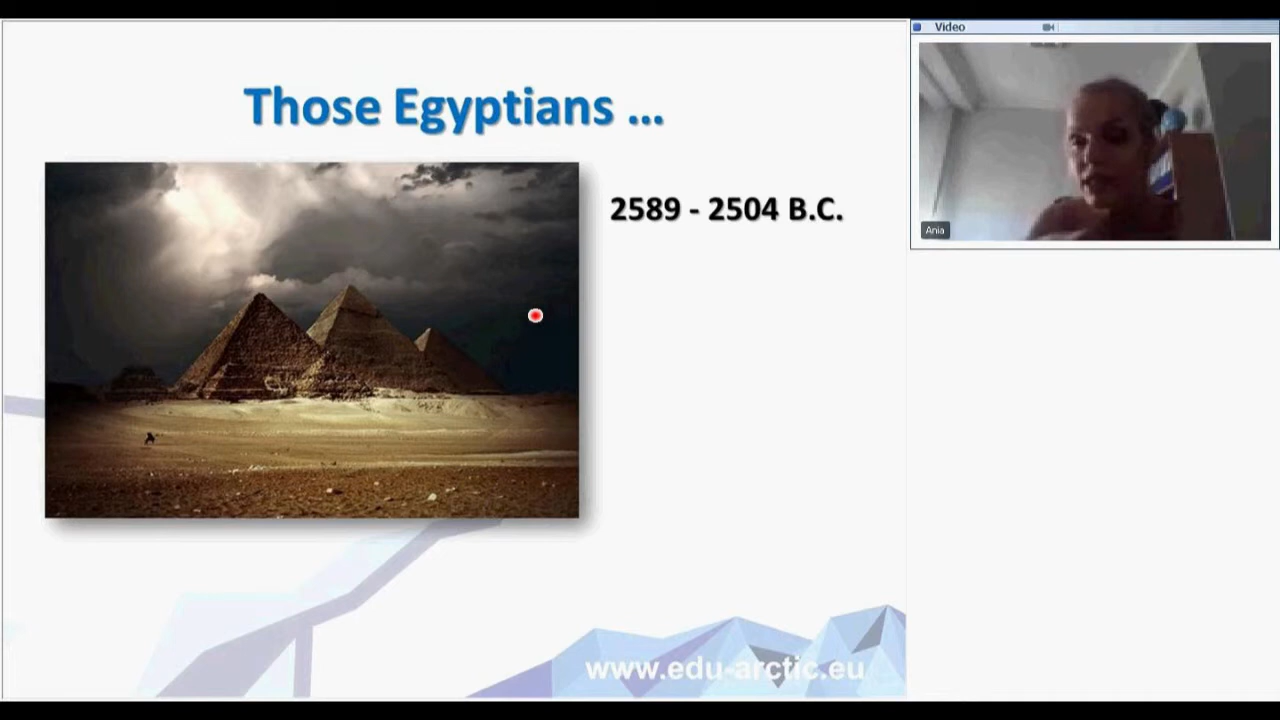 Those Egyptians ...
2589 - 2504 B.C.
www.edu-arctic.eu
Video
Ania